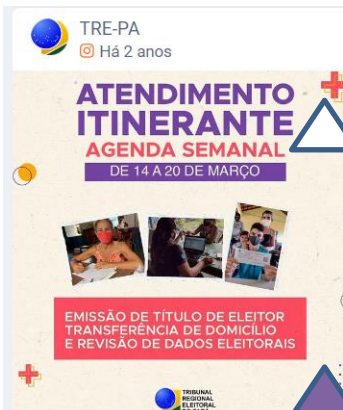 TRE-PA
Há 2 anos
ATENDIMENTO
ITINERANTE
AGENDA SEMANAL
DE 14 A 20 DE MARÇO
EMISSÃO DE TÍTULO DE ELEITOR
TRANSFERÊNCIA DE DOMICÍLIO
E REVISÃO DE DADOS ELEITORAIS
TRIBUNAL
REGIONAL
ELEITORAL